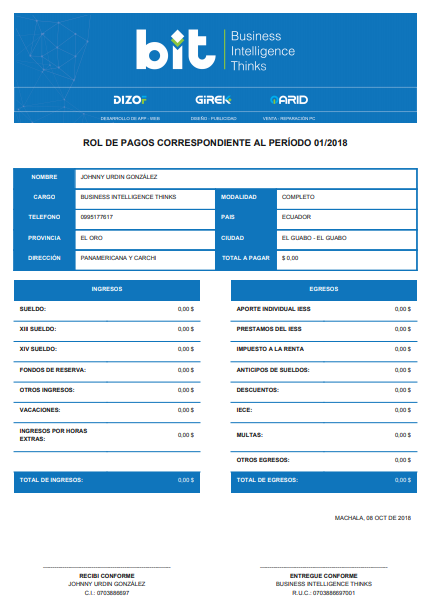 bit
Business
Intelligence
Thinks
DIZOF GIREK QARID
DESARROLLO DE APP - WEB DISEÑO - PUBLICIDAD VENTA - REPARACIÓN PC
ROL DE PAGOS CORRESPONDIENTE AL PERÍODO 01/2018
NOMBRE JOHNNY URDIN GONZÁLEZ
CARGO BUSINESS INTELLIGENCE THINKS MODALIDAD COMPLETO
TELEFONO 0995177617 PAIS ECUADOR
PROVINCIA EL ORO CIUDAD EL GUABO - EL GUABO
DIRECCIÓN PANAMERICANA Y CARCHI TOTAL A PAGAR $ 0,00
INGRESOS EGRESOS
SUELDO: 0,00 $ APORTE INDIVIDUAL IESS 0,00 $
XIII SUELDO: 0,00 $ PRESTAMOS DEL IESS 0,00 $
XIV SUELDO: 0,00 $ IMPUESTO A LA RENTA 0,00 $
FONDOS DE RESERVA: 0,00 $ ANTICIPOS DE SUELDOS: 0,00 $
OTROS INGRESOS: 0,00 $ DESCUENTOS: 0,00 $
VACACIONES: 0,00 $ IECE: 0,00 $
INGRESOS POR HORAS
EXTRAS: 0,00 $ MULTAS: 0,00 $
OTROS EGRESOS: 0,00 $
TOTAL DE INGRESOS: 0,00 $ TOTAL DE EGRESOS: 0,00 $
MACHALA, 08 OCT DE 2018
RECIBI CONFORME ENTREGUE CONFORME
JOHNNY URDIN GONZÁLEZ BUSINESS INTELLIGENCE THINKS
C.I.: 0703886697 R.U.C.: 0703886697001